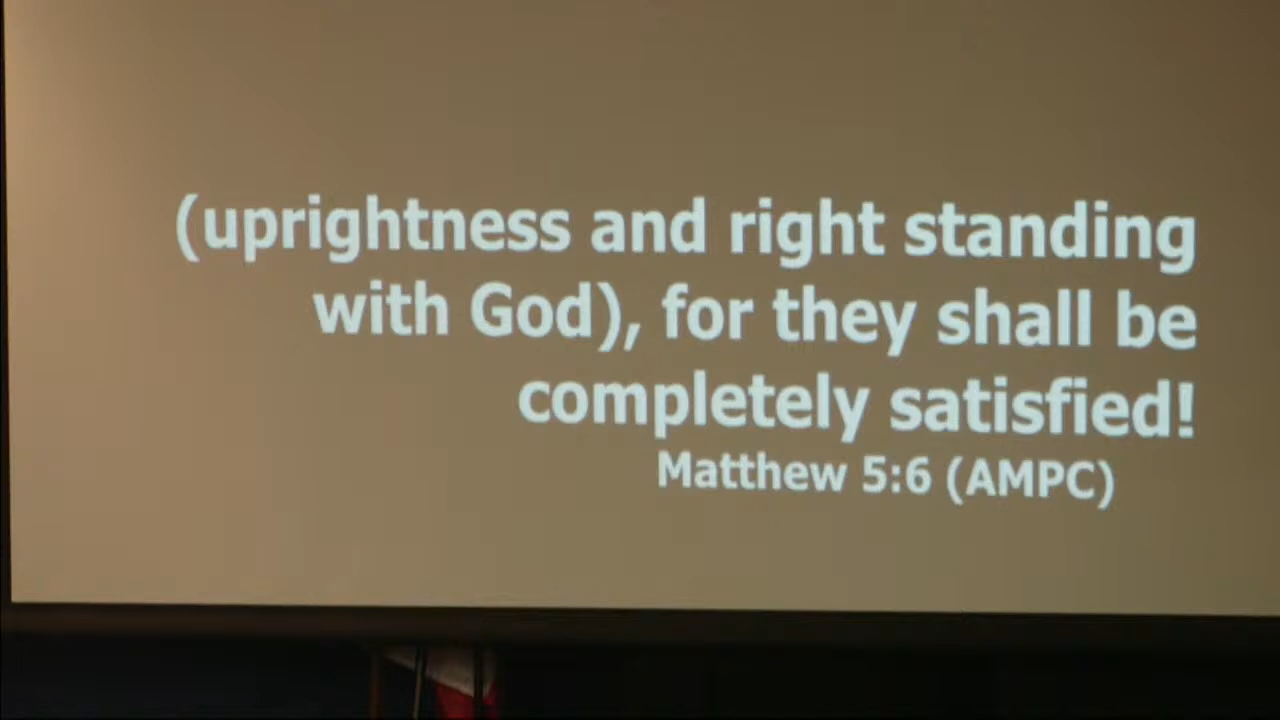 (uprightness and right standing
with God), for they shall be
completely satisfied!
Matthew 5:6 (AMPC)